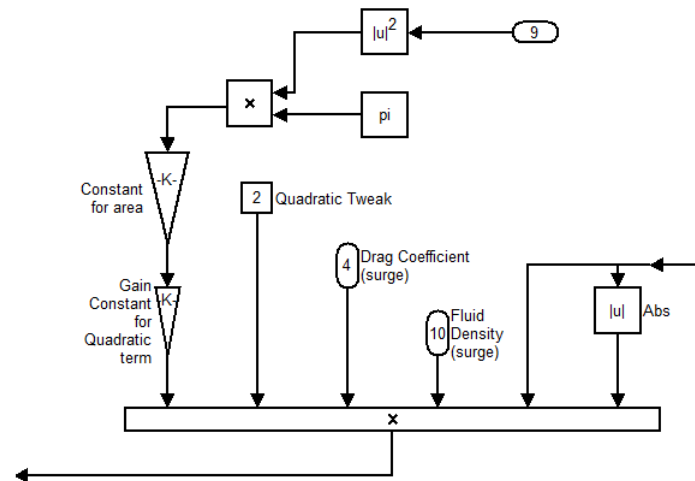 |u|2
9
×
pi
-K-
Constant
for area
2
Quadratic Tweak
4
Drag Coefficient
(surge)
-K-
Gain
Constant
for
Quadratic
term
10
Fluid
Density
(surge)
|u|
Abs
×